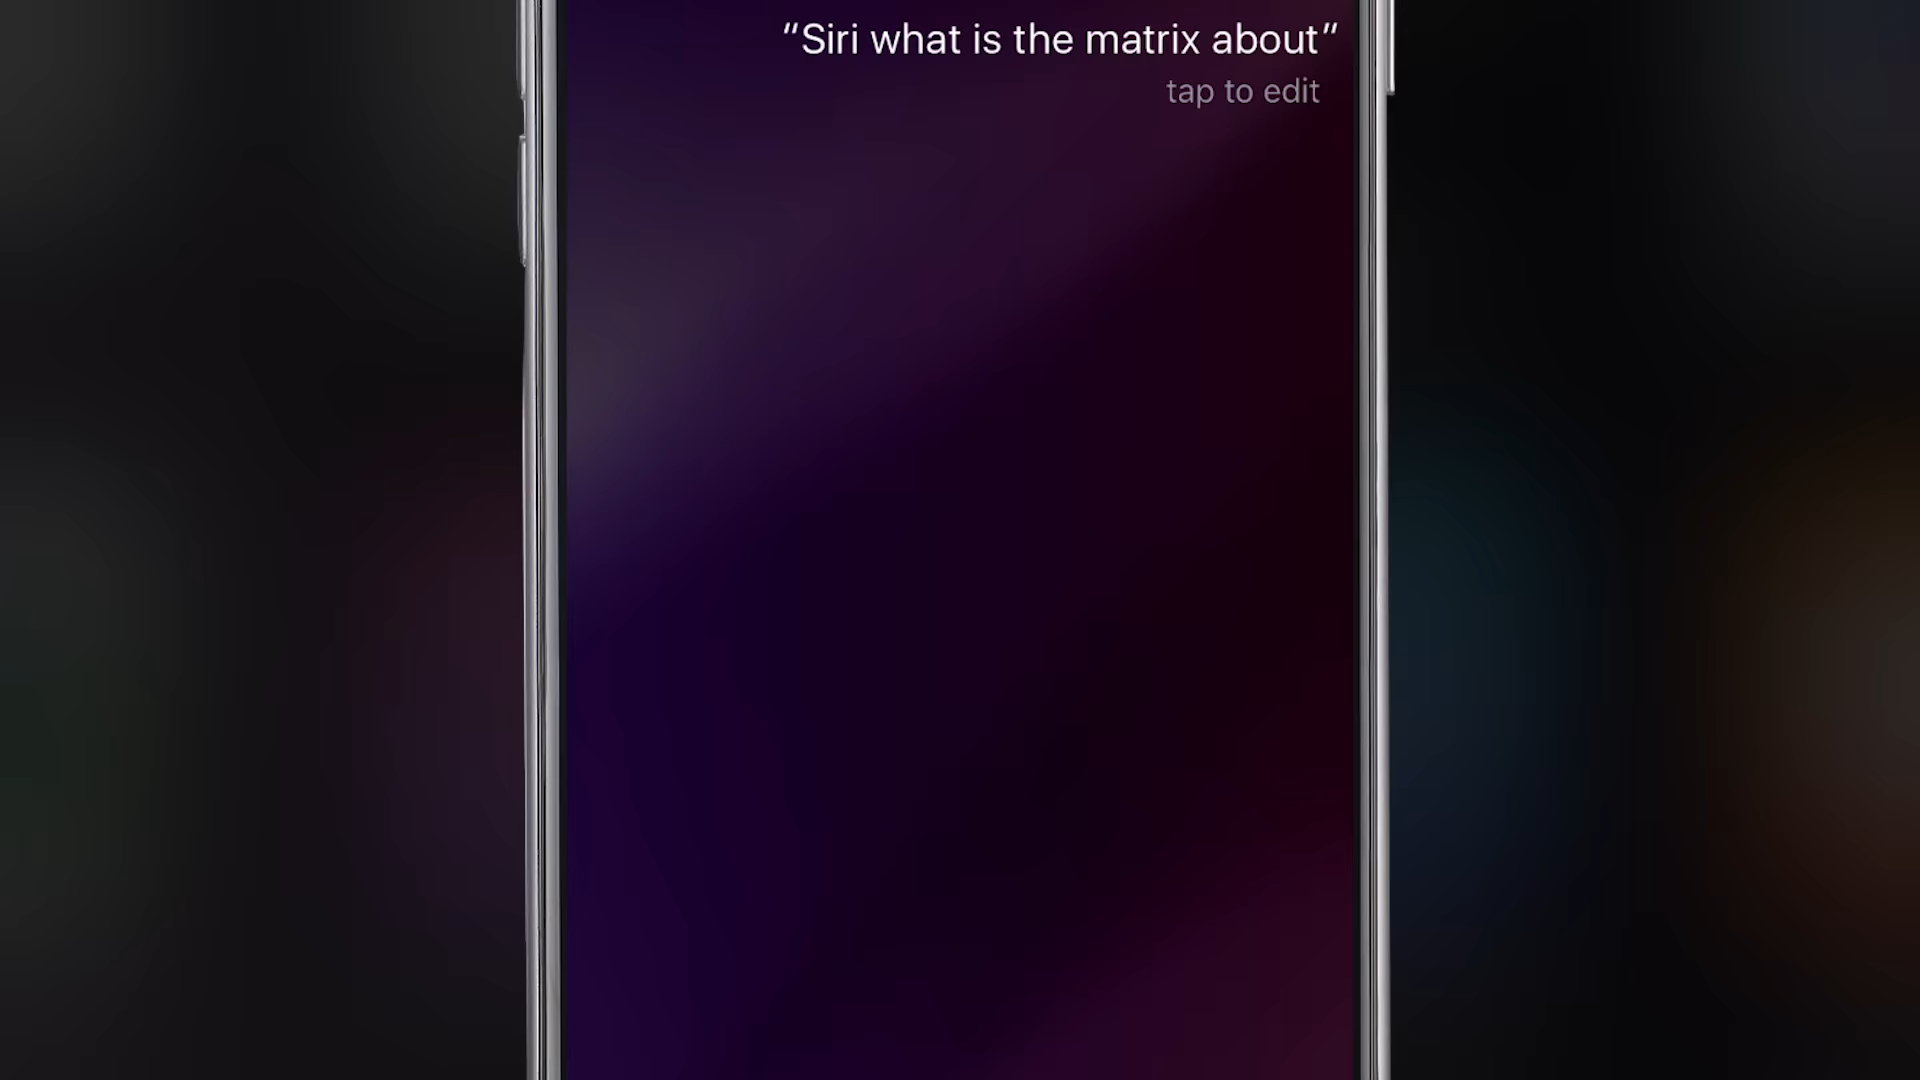 “Siri what is the matrix about”
tap to edit